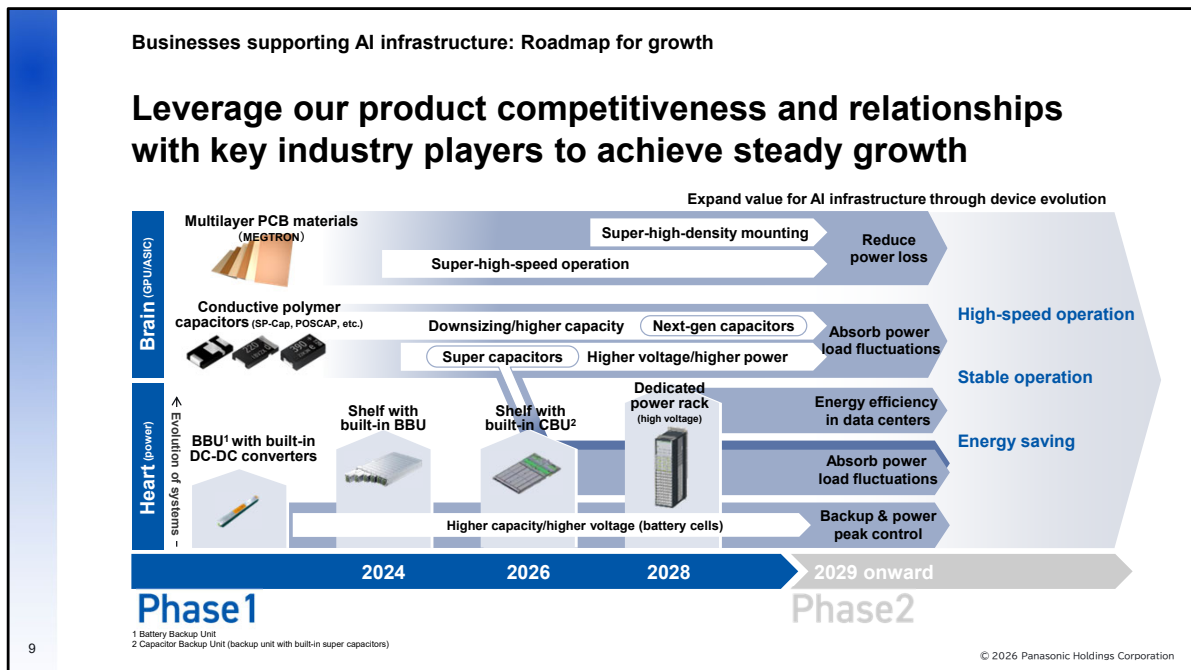 Businesses supporting AI infrastructure: Roadmap for growth
Leverage our product competitiveness and relationships
with key industry players to achieve steady growth
Expand value for AI infrastructure through device evolution
Brain (GPU/ASIC)
Multilayer PCB materials
（MEGTRON）
Super-high-density mounting
Super-high-speed operation
Reduce
power loss
Conductive polymer
capacitors (SP-Cap, POSCAP, etc.)
220
390
Downsizing/higher capacity
Next-gen capacitors
Super capacitors
Higher voltage/higher power
Absorb power
load fluctuations
High-speed operation
Stable operation
Energy saving
Heart (power)
← Evolution of systems –
BBU1 with built-in
DC-DC converters
Shelf with
built-in BBU
Shelf with
built-in CBU2
Dedicated
power rack
(high voltage)
Energy efficiency
in data centers
Absorb power
load fluctuations
Higher capacity/higher voltage (battery cells)
Backup & power
peak control
2024
2026
2028
2029 onward
Phase1
Phase2
1 Battery Backup Unit
2 Capacitor Backup Unit (backup unit with built-in super capacitors)
9
© 2026 Panasonic Holdings Corporation